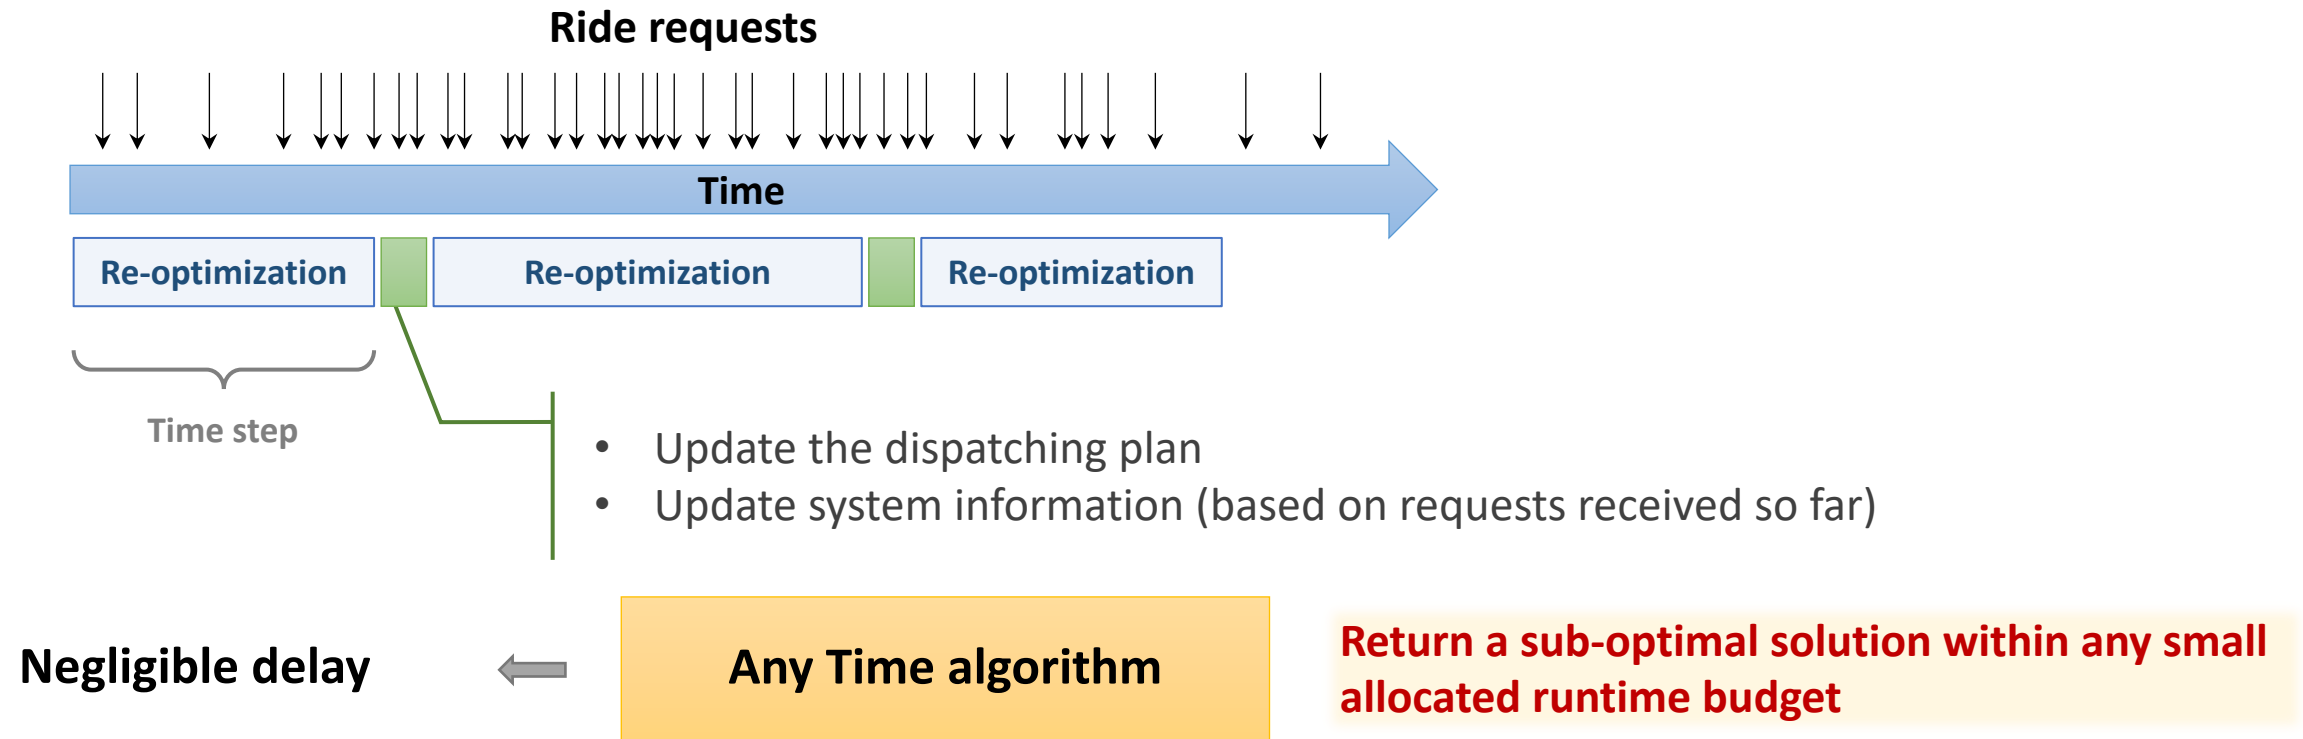 Ride requests
Time
Re-optimization
Re-optimization
Re-optimization
Time step
• Update the dispatching plan
• Update system information (based on requests received so far)
Negligible delay
Any Time algorithm
Return a sub-optimal solution within any small
allocated runtime budget